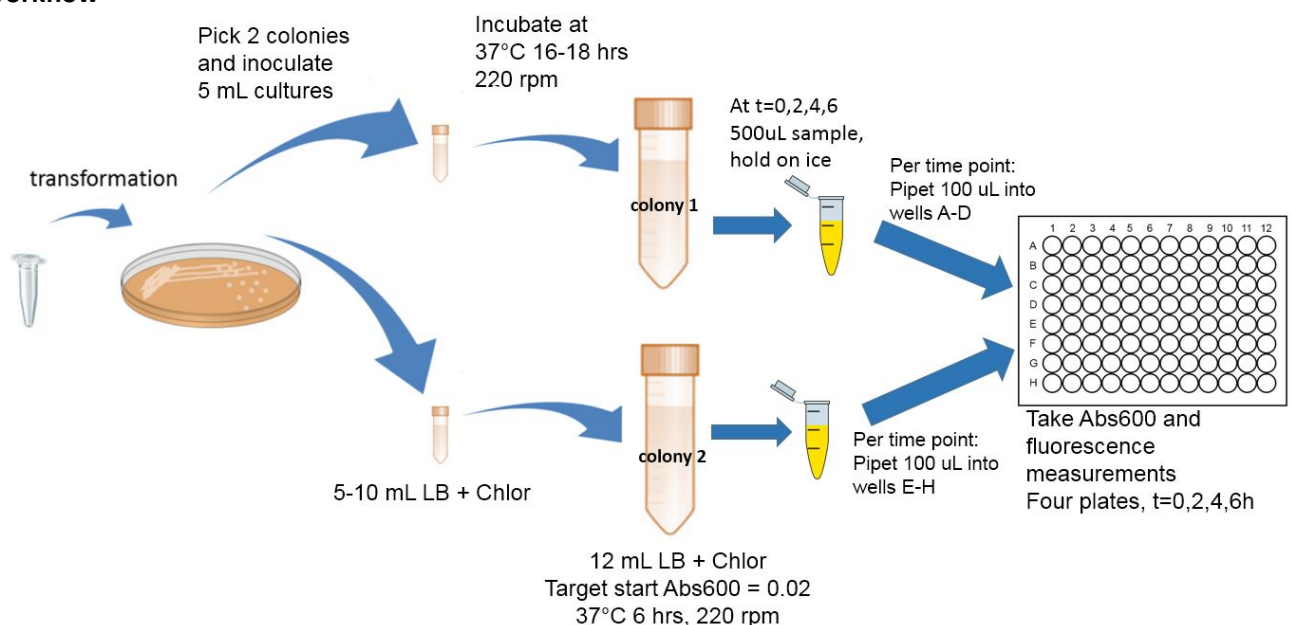 Pick 2 colonies
and inoculate
5 mL cultures
Incubate at
37°C 16-18 hrs
220 rpm
At t=0,2,4,6
500uL sample,
hold on ice
transformation
Per time point:
Pipet 100 uL into
wells A-D
colony 1
1 2 3 4 5 6 7 8 9 10 11 12
A
B
C
D
E
F
G
H
colony 2
Per time point:
Pipet 100 uL into
wells E-H
Take Abs600 and
fluorescence
measurements
Four plates, t=0,2,4,6h
5-10 mL LB + Chlor
12 mL LB + Chlor
Target start Abs600 = 0.02
37°C 6 hrs, 220 rpm